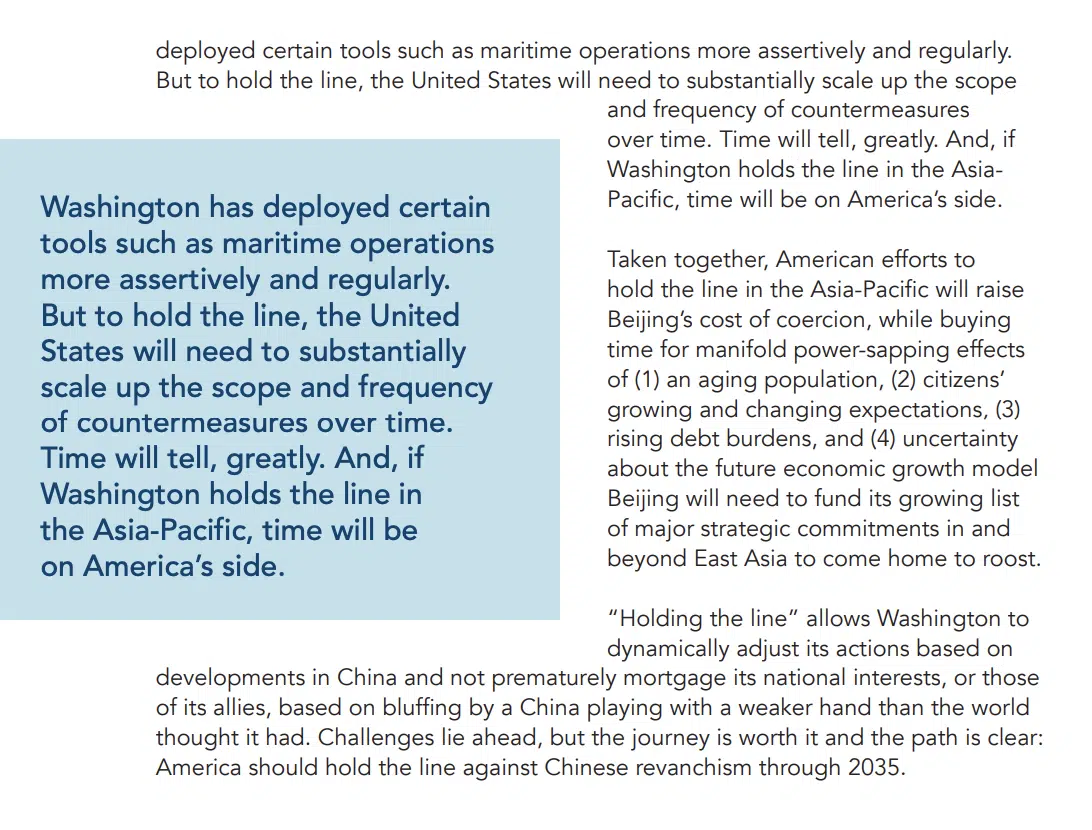 deployed certain tools such as maritime operations more assertively and regularly.
But to hold the line, the United States will need to substantially scale up the scope
and frequency of countermeasures
over time. Time will tell, greatly. And, if
Washington holds the line in the Asia-
Pacific, time will be on America’s side.
Washington has deployed certain
tools such as maritime operations
more assertively and regularly.
But to hold the line, the United
States will need to substantially
scale up the scope and frequency
of countermeasures over time.
Time will tell, greatly. And, if
Washington holds the line in
the Asia-Pacific, time will be
on America’s side.
Taken together, American efforts to
hold the line in the Asia-Pacific will raise
Beijing’s cost of coercion, while buying
time for manifold power-sapping effects
of (1) an aging population, (2) citizens’
growing and changing expectations, (3)
rising debt burdens, and (4) uncertainty
about the future economic growth model
Beijing will need to fund its growing list
of major strategic commitments in and
beyond East Asia to come home to roost.
“Holding the line” allows Washington to
dynamically adjust its actions based on
developments in China and not prematurely mortgage its national interests, or those
of its allies, based on bluffing by a China playing with a weaker hand than the world
thought it had. Challenges lie ahead, but the journey is worth it and the path is clear:
America should hold the line against Chinese revanchism through 2035.